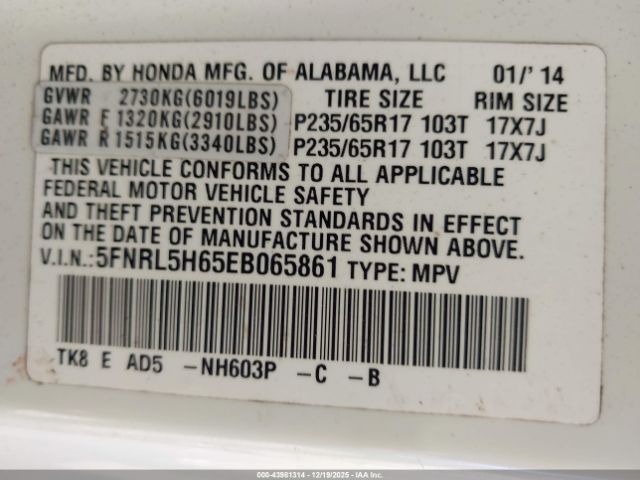 MFD. BY HONDA MFG. OF ALABAMA, LLC 01/'14
GVWR 2730KG(6019LBS) TIRE SIZE RIM SIZE
GAWR F 1320KG(2910LBS) P235/65R17 103T 17X7J
GAWR R 1515KG(3340LBS) P235/65R17 103T 17X7J
THIS VEHICLE CONFORMS TO ALL APPLICABLE
FEDERAL MOTOR VEHICLE SAFETY
AND THEFT PREVENTION STANDARDS IN EFFECT
ON THE DATE OF MANUFACTURE SHOWN ABOVE.
V.I.N.:5FNRL5H65EB065861 TYPE: MPV
TK8 E AD5 -NH603P -C -B
000-43981314 - 12/19/2025 - IAAI.COM